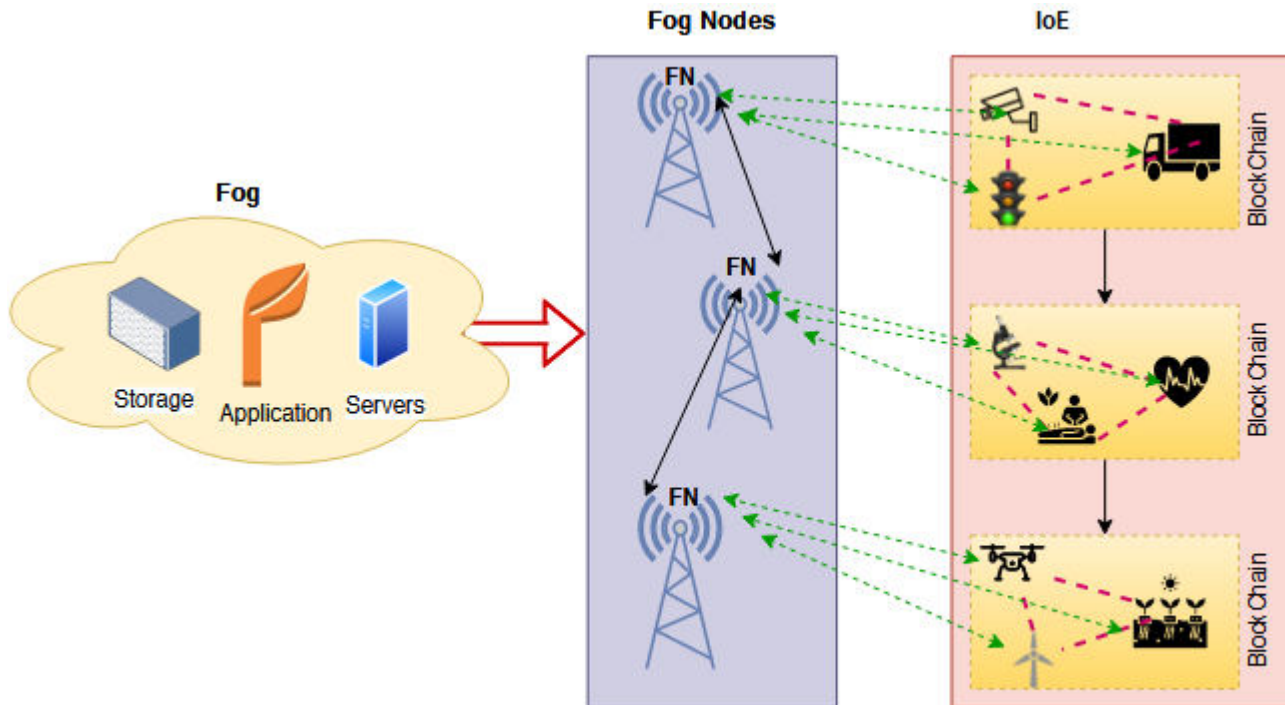 Fog Nodes
IoE
FN
Block Chain
Fog
FN
Storage
Application
Servers
Block Chain
FN
Block Chain